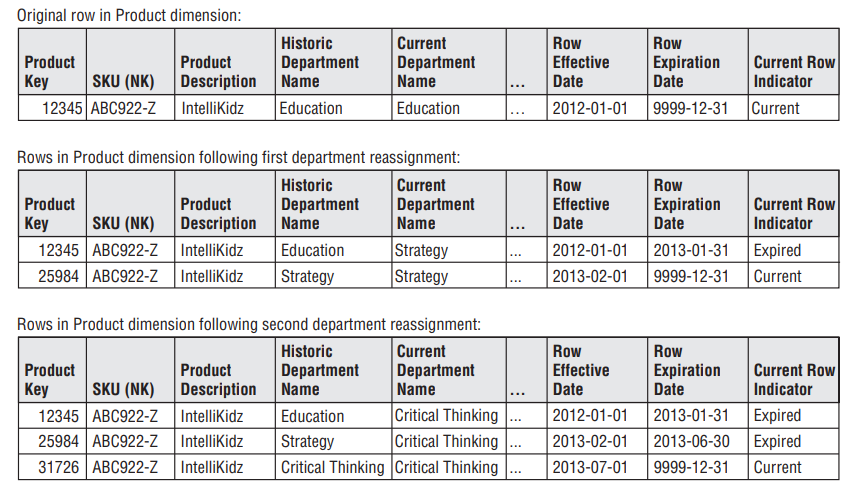 Original row in Product dimension:
Product Key SKU (NK) Product Description Historic Department Name Current Department Name ... Row Effective Date Row Expiration Date Current Row Indicator
12345 ABC922-Z IntelliKidz Education Education ... 2012-01-01 9999-12-31 Current
Rows in Product dimension following first department reassignment:
Product Key SKU (NK) Product Description Historic Department Name Current Department Name ... Row Effective Date Row Expiration Date Current Row Indicator
12345 ABC922-Z IntelliKidz Education Strategy ... 2012-01-01 2013-01-31 Expired
25984 ABC922-Z IntelliKidz Strategy Strategy ... 2013-02-01 9999-12-31 Current
Rows in Product dimension following second department reassignment:
Product Key SKU (NK) Product Description Historic Department Name Current Department Name ... Row Effective Date Row Expiration Date Current Row Indicator
12345 ABC922-Z IntelliKidz Education Critical Thinking ... 2012-01-01 2013-01-31 Expired
25984 ABC922-Z IntelliKidz Strategy Critical Thinking ... 2013-02-01 2013-06-30 Expired
31726 ABC922-Z IntelliKidz Critical Thinking Critical Thinking ... 2013-07-01 9999-12-31 Current